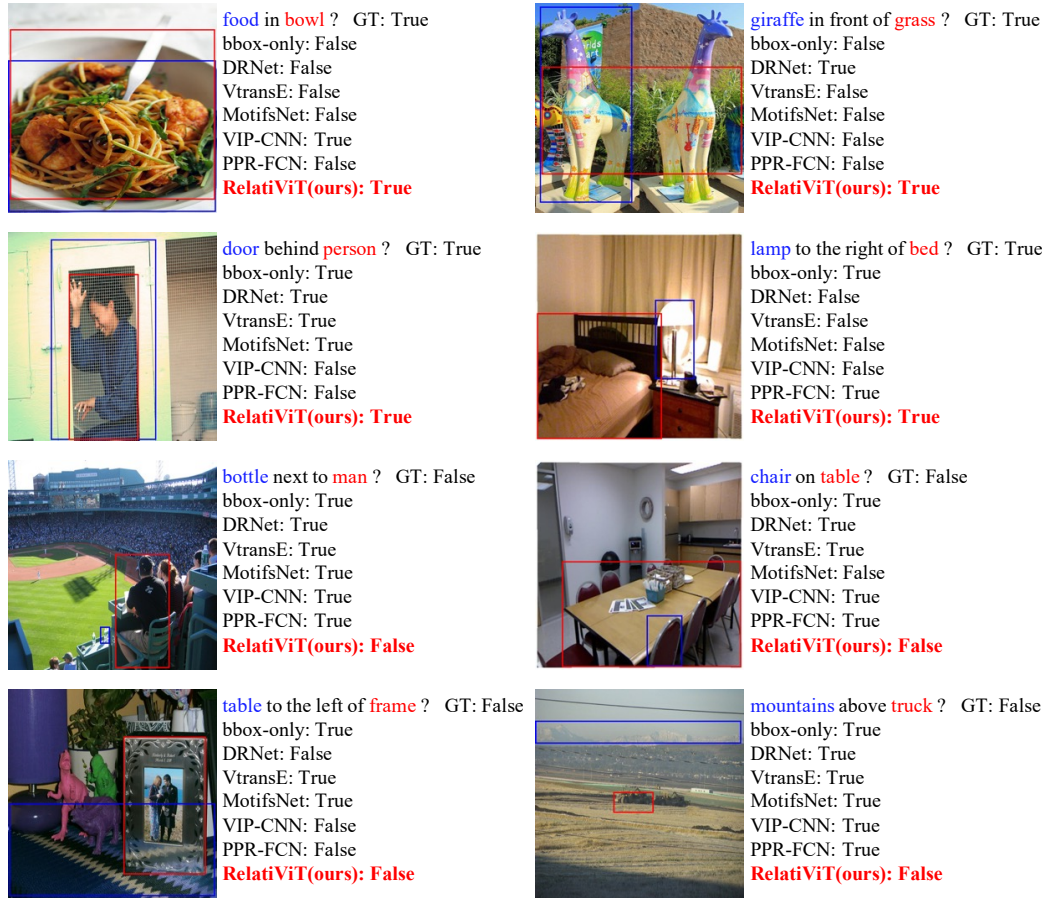 food in bowl ? GT: True
bbox-only: False
DRNet: False
VtransE: False
MotifsNet: False
VIP-CNN: True
PPR-FCN: False
RelatiViT(ours): True
giraffe in front of grass ? GT: True
bbox-only: False
DRNet: True
VtransE: False
MotifsNet: False
VIP-CNN: False
PPR-FCN: False
RelatiViT(ours): True
door behind person ? GT: True
bbox-only: True
DRNet: True
VtransE: True
MotifsNet: True
VIP-CNN: False
PPR-FCN: False
RelatiViT(ours): True
lamp to the right of bed ? GT: True
bbox-only: True
DRNet: False
VtransE: False
MotifsNet: False
VIP-CNN: False
PPR-FCN: True
RelatiViT(ours): True
bottle next to man ? GT: False
bbox-only: True
DRNet: True
VtransE: True
MotifsNet: True
VIP-CNN: True
PPR-FCN: True
RelatiViT(ours): False
chair on table ? GT: False
bbox-only: True
DRNet: True
VtransE: True
MotifsNet: False
VIP-CNN: True
PPR-FCN: True
RelatiViT(ours): False
table to the left of frame ? GT: False
bbox-only: True
DRNet: False
VtransE: True
MotifsNet: True
VIP-CNN: False
PPR-FCN: False
RelatiViT(ours): False
mountains above truck ? GT: False
bbox-only: True
DRNet: True
VtransE: True
MotifsNet: True
VIP-CNN: True
PPR-FCN: True
RelatiViT(ours): False